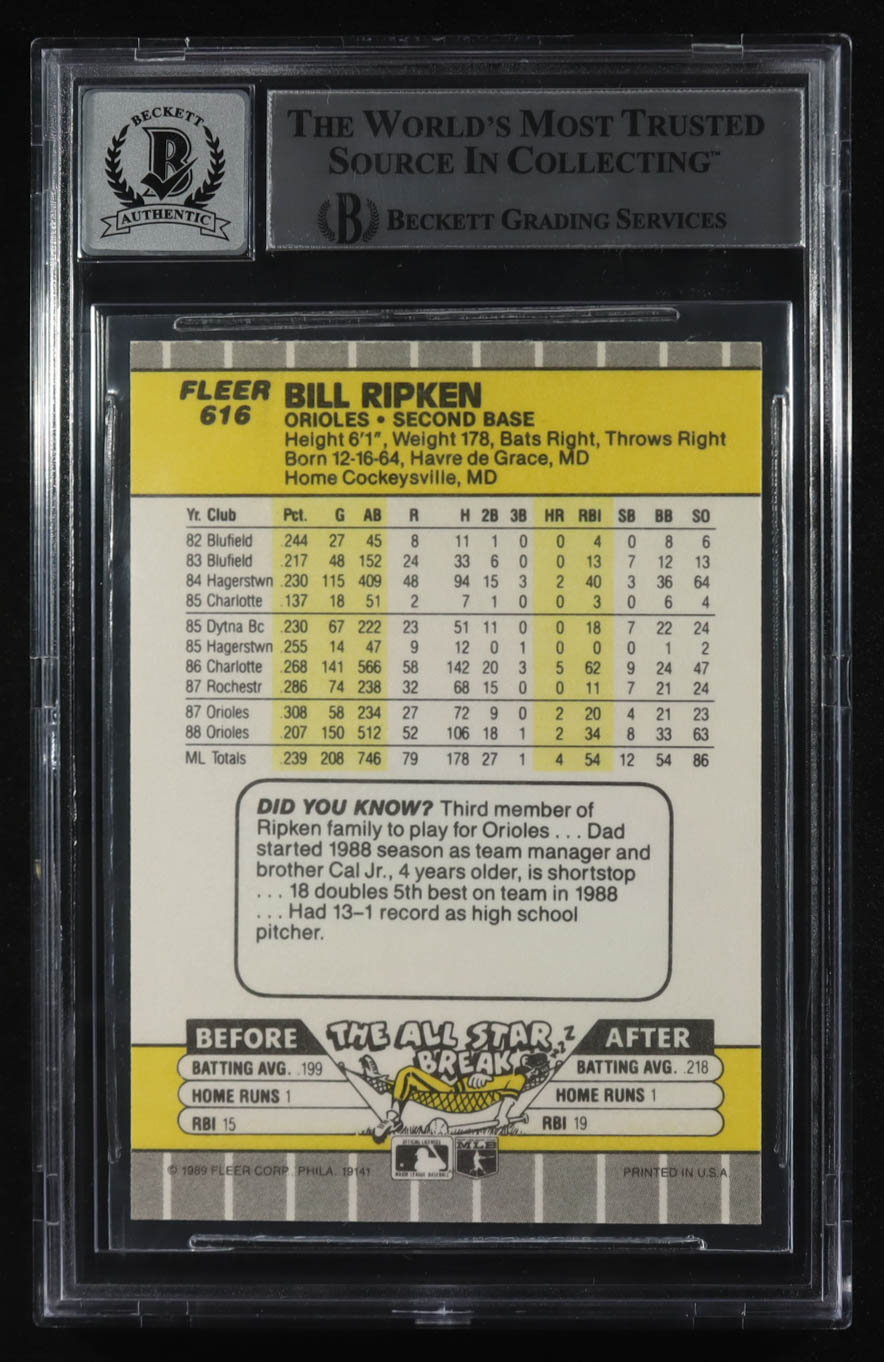 BECKETT
B
AUTHENTIC
THE WORLD'S MOST TRUSTED
SOURCE IN COLLECTING™
B BECKETT GRADING SERVICES
FLEER
616
BILL RIPKEN
ORIOLES • SECOND BASE
Height 6'1", Weight 178, Bats Right, Throws Right
Born 12-16-64, Havre de Grace, MD
Home Cockeysville, MD
Yr. Club Pct. G AB R H 2B 3B HR RBI SB BB SO
82 Blufield .244 27 45 8 11 1 0 0 4 0 8 6
83 Blufield .217 48 152 24 33 6 0 0 13 7 12 13
84 Hagerstwn .230 115 409 48 94 15 3 2 40 3 36 64
85 Charlotte .137 18 51 2 7 1 0 0 3 0 6 4
85 Dytna Bc .230 67 222 23 51 11 0 0 18 7 22 24
85 Hagerstwn .255 14 47 9 12 0 1 0 0 0 1 2
86 Charlotte .268 141 566 58 142 20 3 5 62 9 24 47
87 Rochestr .286 74 238 32 68 15 0 0 11 7 21 24
87 Orioles .308 58 234 27 72 9 0 2 20 4 21 23
88 Orioles .207 150 512 52 106 18 1 2 34 8 33 63
ML Totals .239 208 746 79 178 27 1 4 54 12 54 86
DID YOU KNOW? Third member of
Ripken family to play for Orioles . . . Dad
started 1988 season as team manager and
brother Cal Jr., 4 years older, is shortstop
. . . 18 doubles 5th best on team in 1988
. . . Had 13–1 record as high school
pitcher.
BEFORE THE ALL STAR AFTER
BREAK zzZ
BATTING AVG. .199 BATTING AVG. .218
HOME RUNS 1 HOME RUNS 1
RBI 15 RBI 19
OFFICIAL LICENSEE
MAJOR LEAGUE BASEBALL
MLB
© 1989 FLEER CORP. PHILA. 19141 PRINTED IN U.S.A.